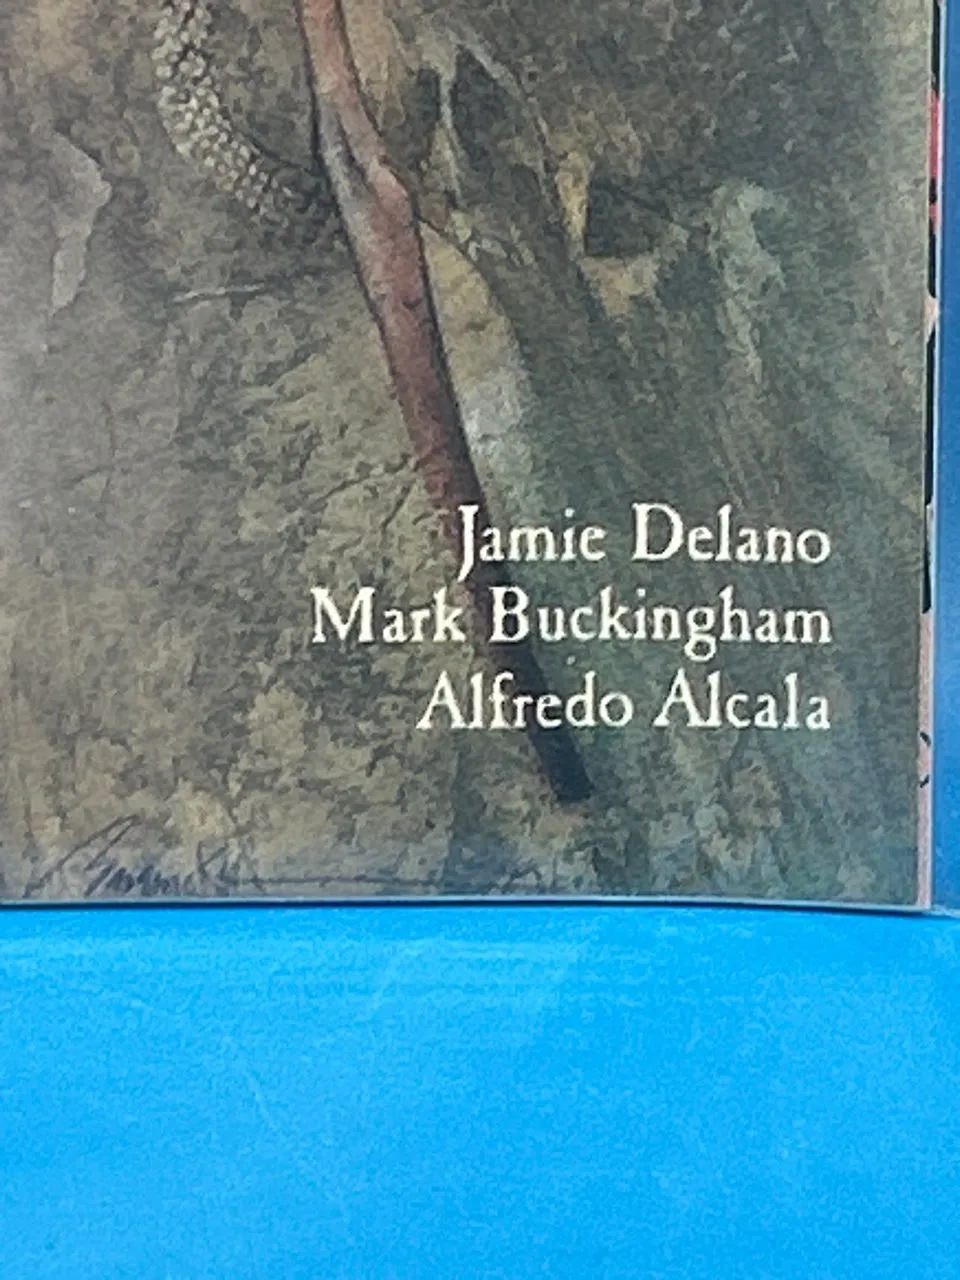 Jamie Delano
Mark Buckingham
Alfredo Alcala